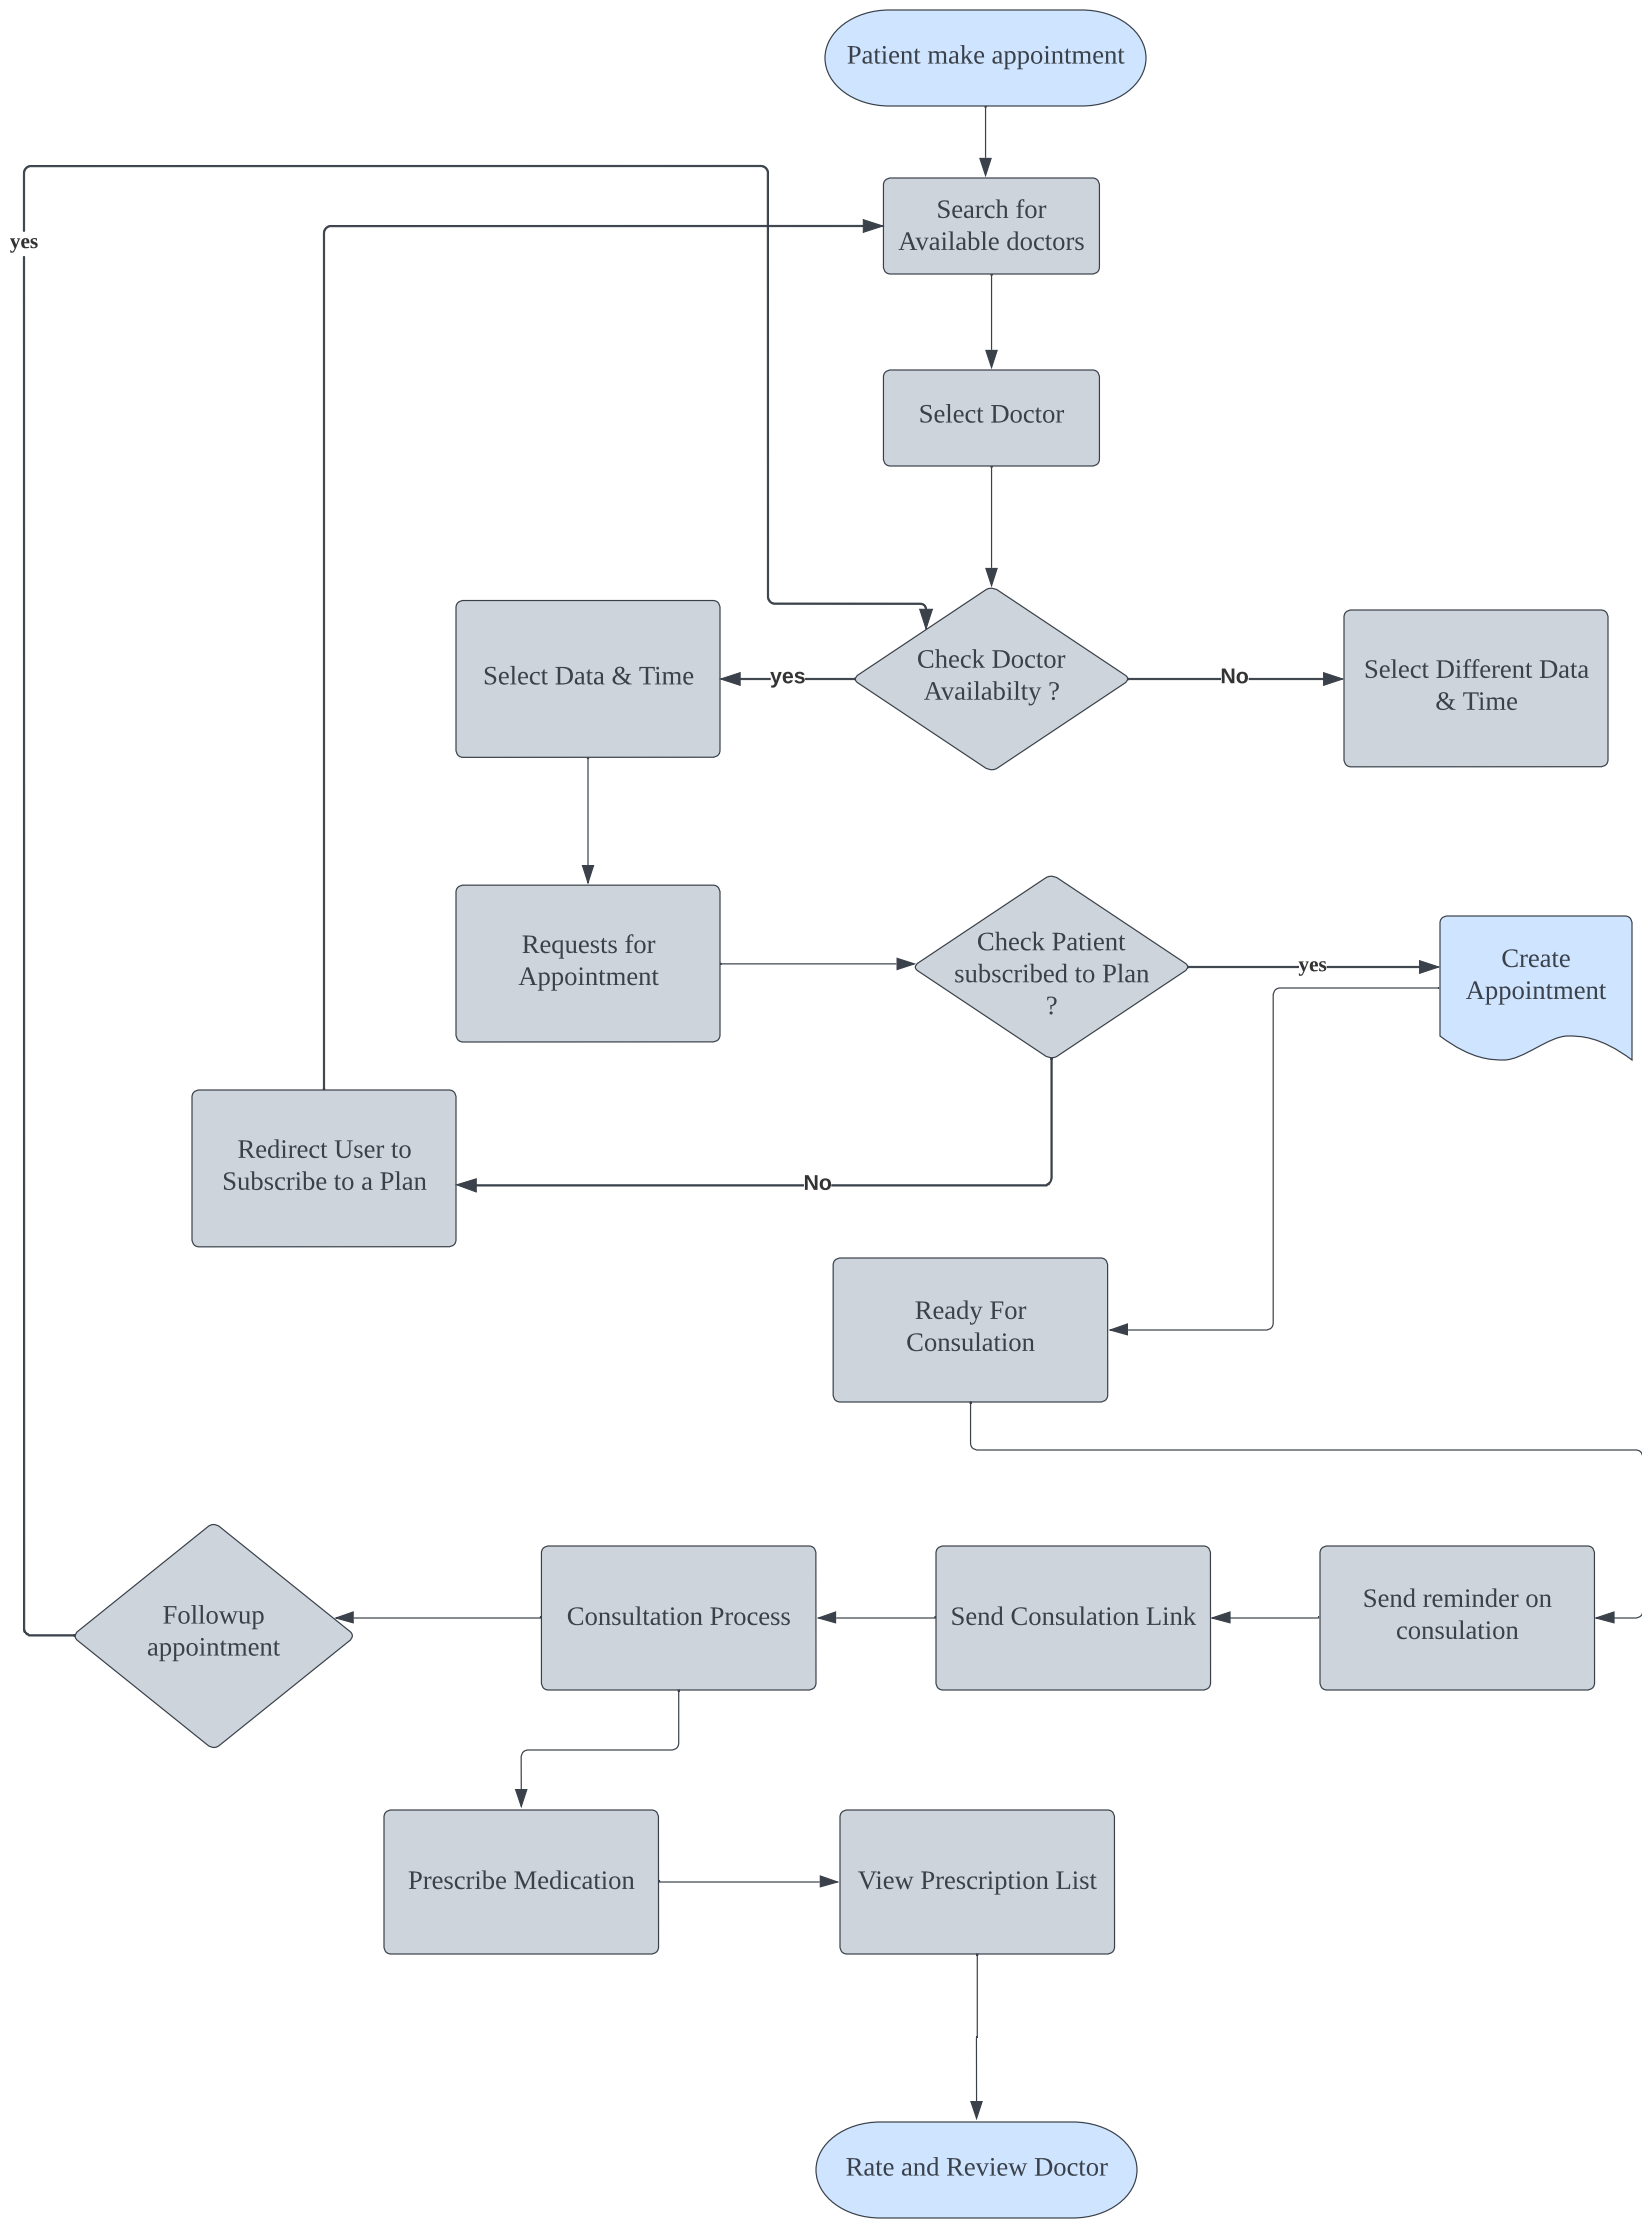 Patient make appointment
Search for
Available doctors
yes
Select Doctor
Select Data & Time
yes
Check Doctor
Availabilty ?
No
Select Different Data
& Time
Requests for
Appointment
Check Patient
subscribed to Plan
?
yes
Create
Appointment
Redirect User to
Subscribe to a Plan
No
Ready For
Consulation
Followup
appointment
Consultation Process
Send Consulation Link
Send reminder on
consulation
Prescribe Medication
View Prescription List
Rate and Review Doctor